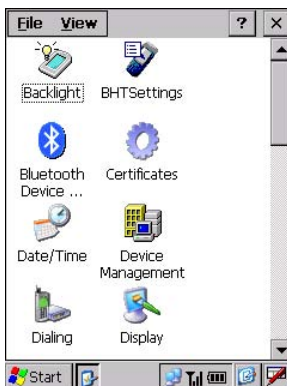 File View ? ×
Backlight BHTSettings
Bluetooth Certificates
Device ...
Date/Time Device
Management
Dialing Display
Start